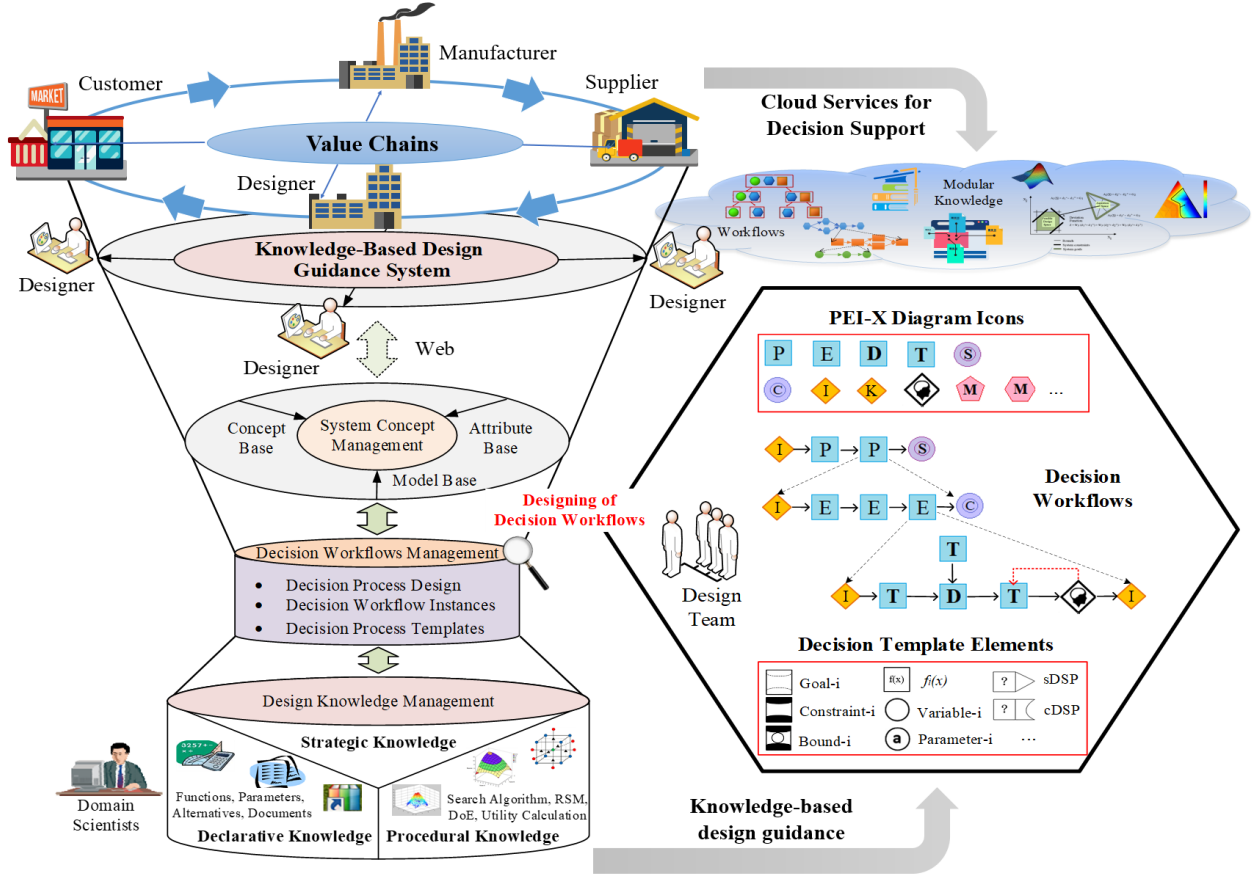 Manufacturer
Customer
Supplier
MARKET
Value Chains
Designer
Cloud Services for
Decision Support
Workflows
Modular
Knowledge
Knowledge-Based Design
Guidance System
Designer
Designer
Designer
Web
Concept
Base
System Concept
Management
Attribute
Base
Model Base
Designing of
Decision Workflows
Decision Workflows Management
• Decision Process Design
• Decision Workflow Instances
• Decision Process Templates
Design Knowledge Management
Strategic Knowledge
3257+
Functions, Parameters,
Alternatives, Documents
Declarative Knowledge
Search Algorithm, RSM,
DoE, Utility Calculation
Procedural Knowledge
Domain
Scientists
Knowledge-based
design guidance
PEI-X Diagram Icons
P E D T S
C I K M M ...
I P P S
I E E E C
Decision
Workflows
T
I T D T I
Design
Team
Decision Template Elements
Goal-i f(x) fᵢ(x) ? sDSP
Constraint-i Variable-i ? cDSP
Bound-i a Parameter-i ...